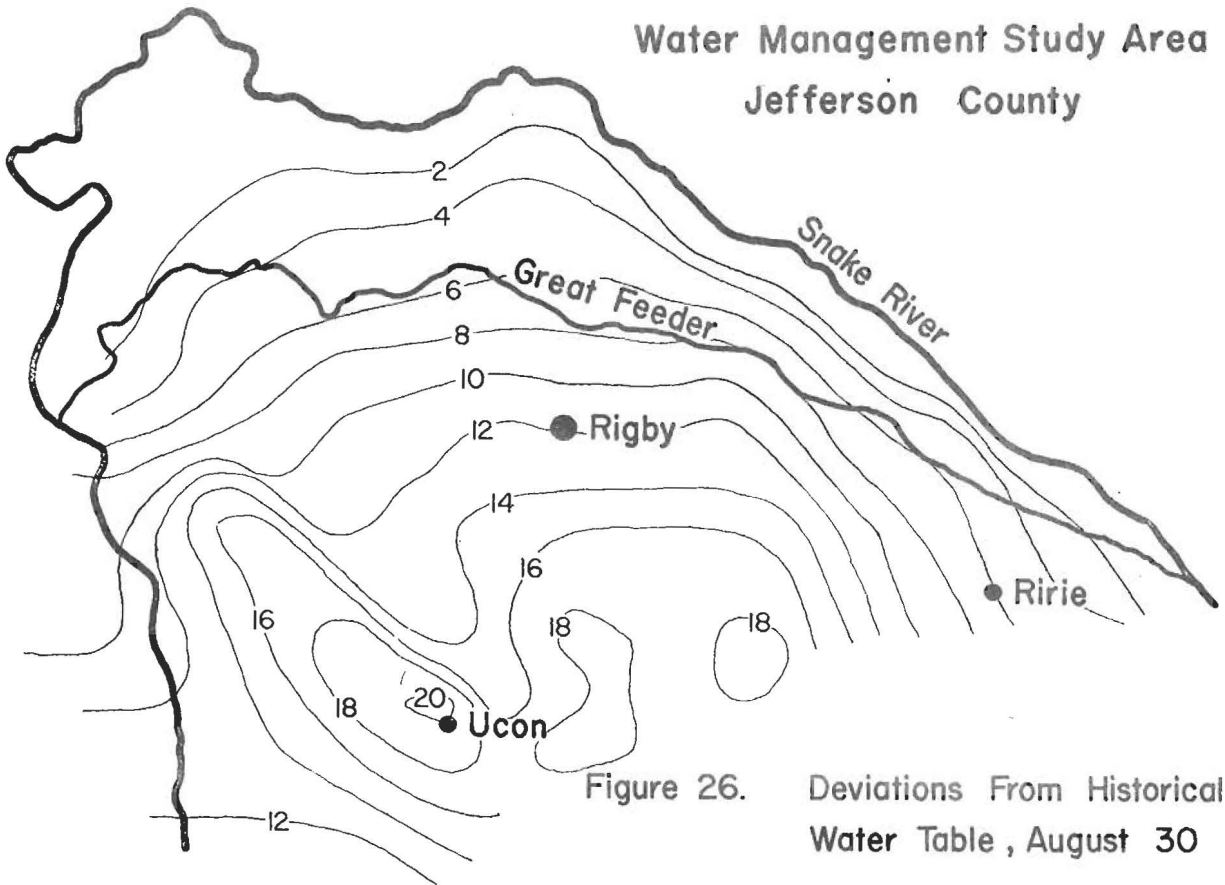 Water Management Study Area
Jefferson County
2
4
Snake River
Great Feeder
6
8
10
12
Rigby
14
16
Ririe
16
18
18
18
20
Ucon
12
Figure 26. Deviations From Historical
Water Table, August 30